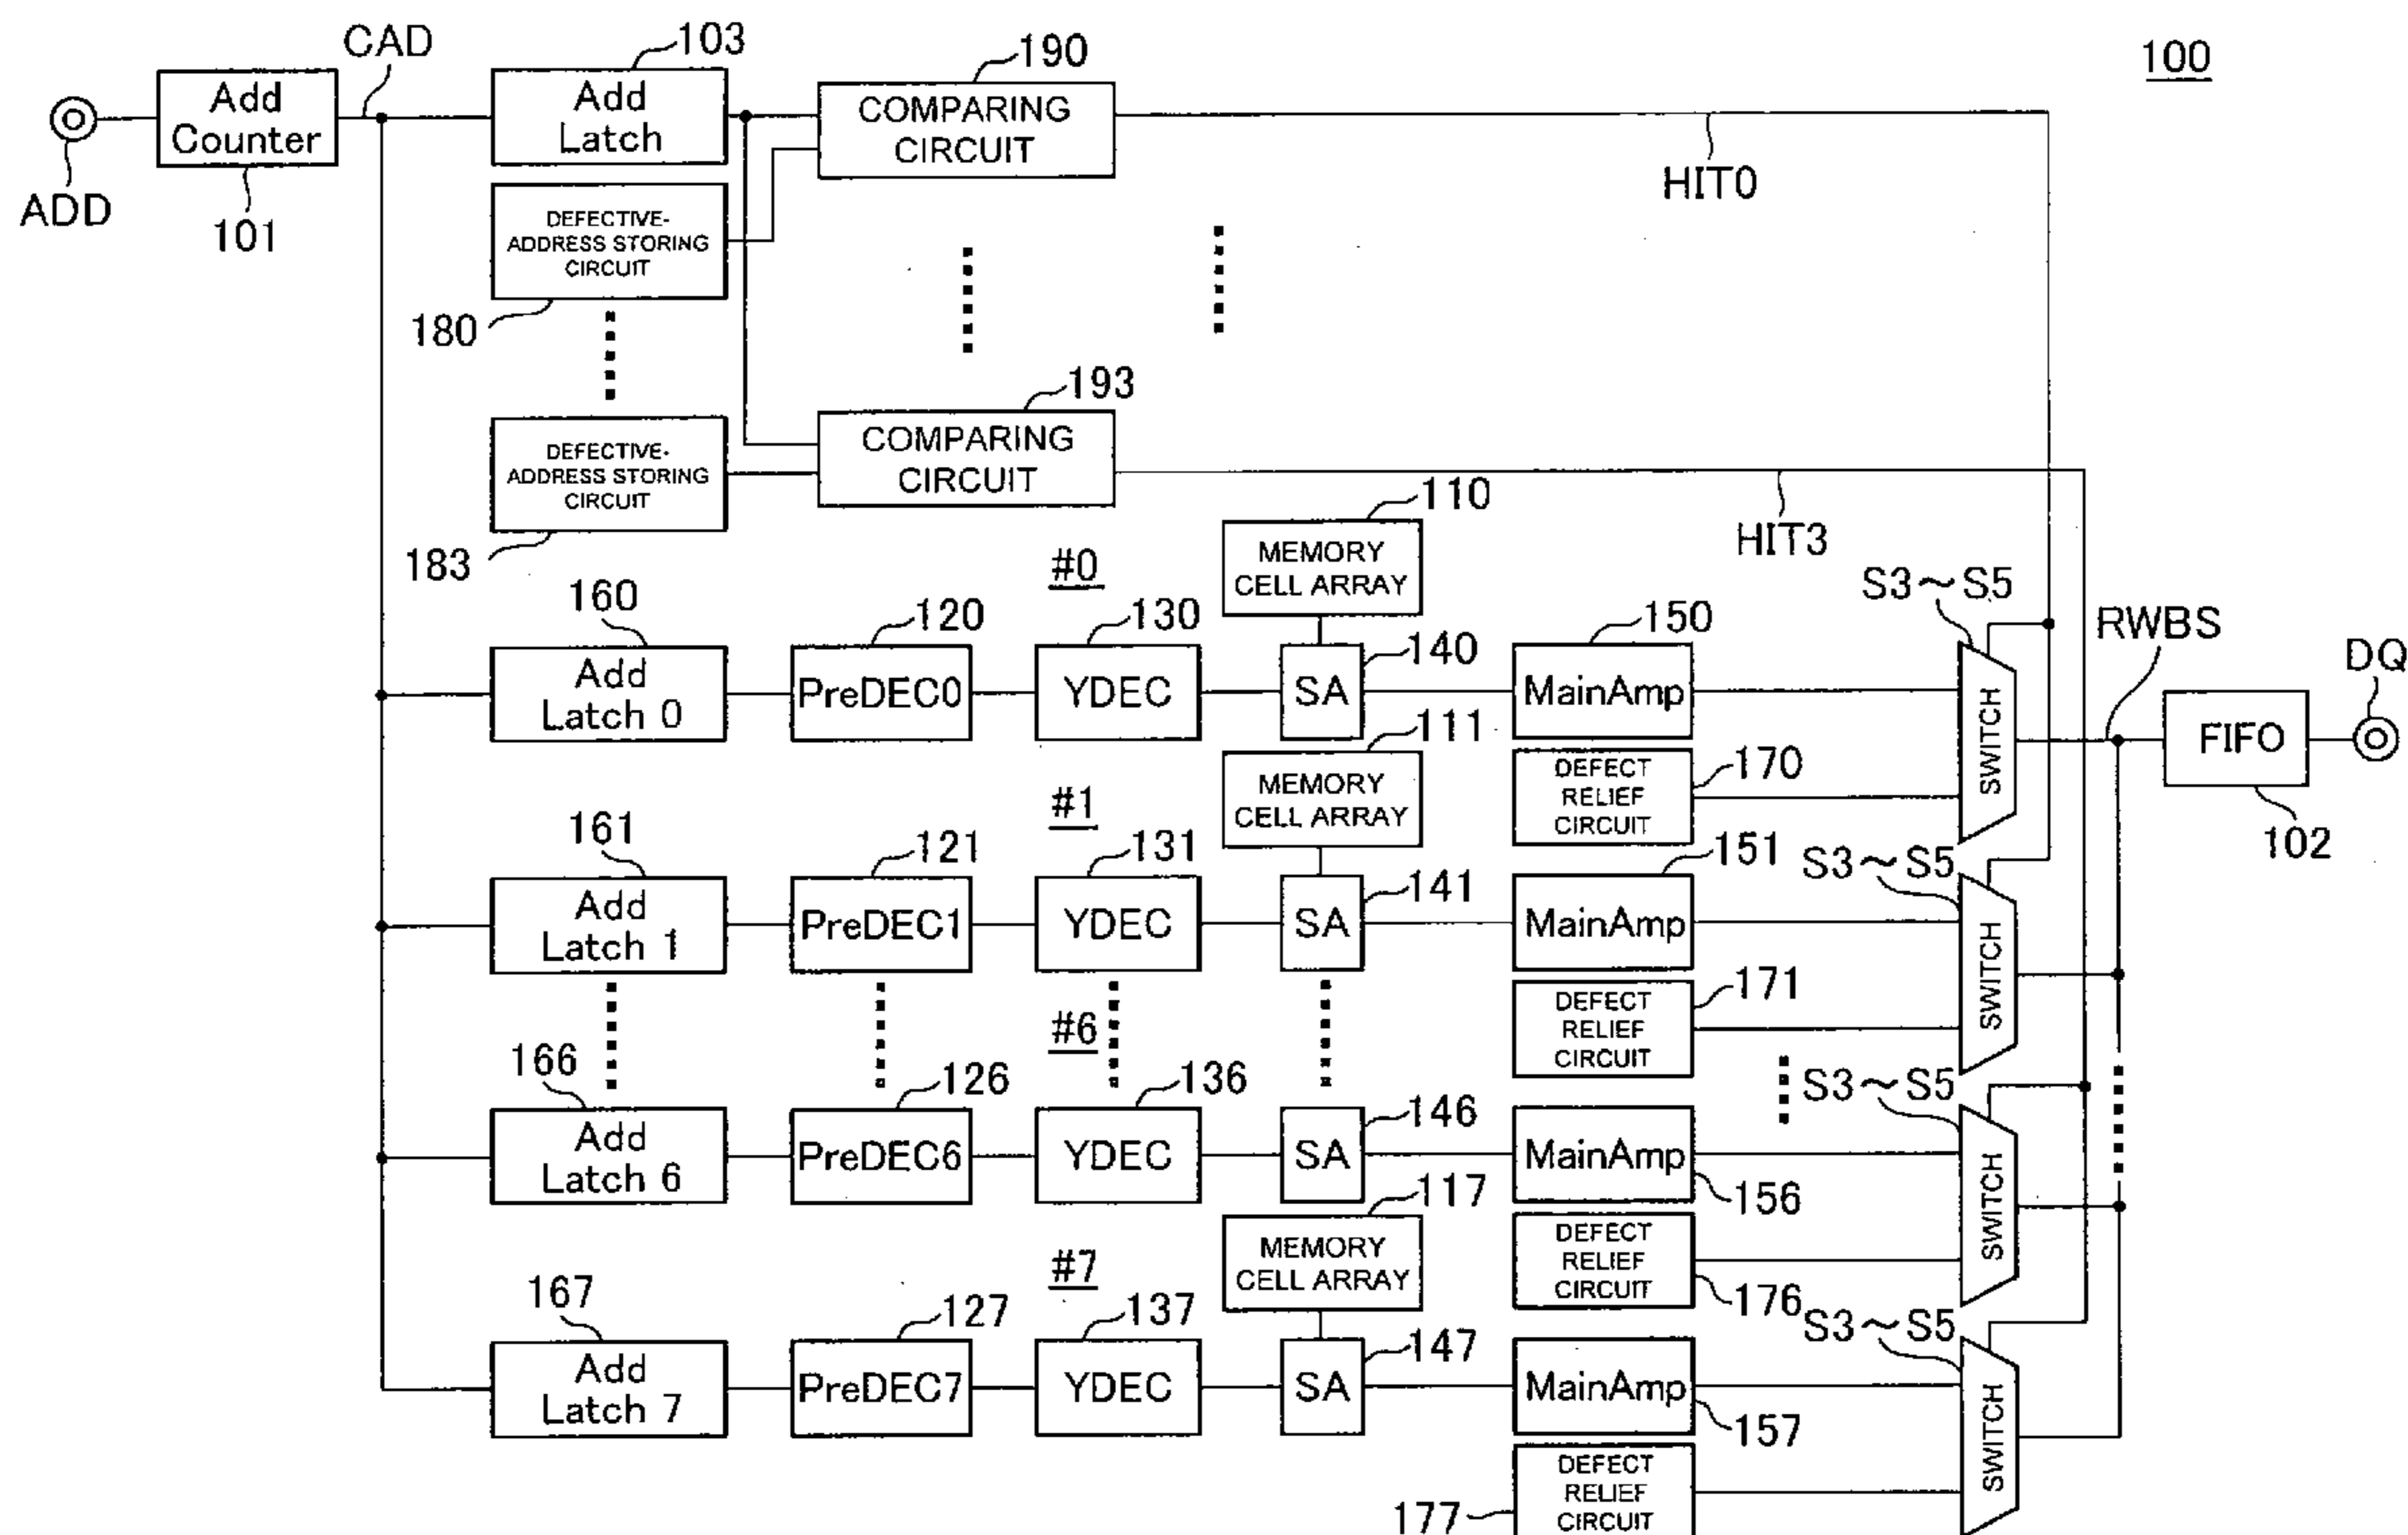 100
CAD
103
190
Add
Counter
Add
Latch
COMPARING
CIRCUIT
ADD
101
HIT0
DEFECTIVE-
ADDRESS STORING
CIRCUIT
180
193
COMPARING
CIRCUIT
DEFECTIVE-
ADDRESS STORING
CIRCUIT
183
HIT3
110
MEMORY
CELL ARRAY
#0
160
120
130
140
150
S3～S5
RWBS
DQ
Add
Latch 0
PreDEC0
YDEC
SA
MainAmp
SWITCH
FIFO
102
111
MEMORY
CELL ARRAY
DEFECT
RELIEF
CIRCUIT
170
#1
161
121
131
141
151
S3～S5
Add
Latch 1
PreDEC1
YDEC
SA
MainAmp
SWITCH
DEFECT
RELIEF
CIRCUIT
171
#6
166
126
136
146
S3～S5
Add
Latch 6
PreDEC6
YDEC
SA
MainAmp
156
SWITCH
117
MEMORY
CELL ARRAY
DEFECT
RELIEF
CIRCUIT
176
#7
167
127
137
147
S3～S5
Add
Latch 7
PreDEC7
YDEC
SA
MainAmp
157
SWITCH
DEFECT
RELIEF
CIRCUIT
177